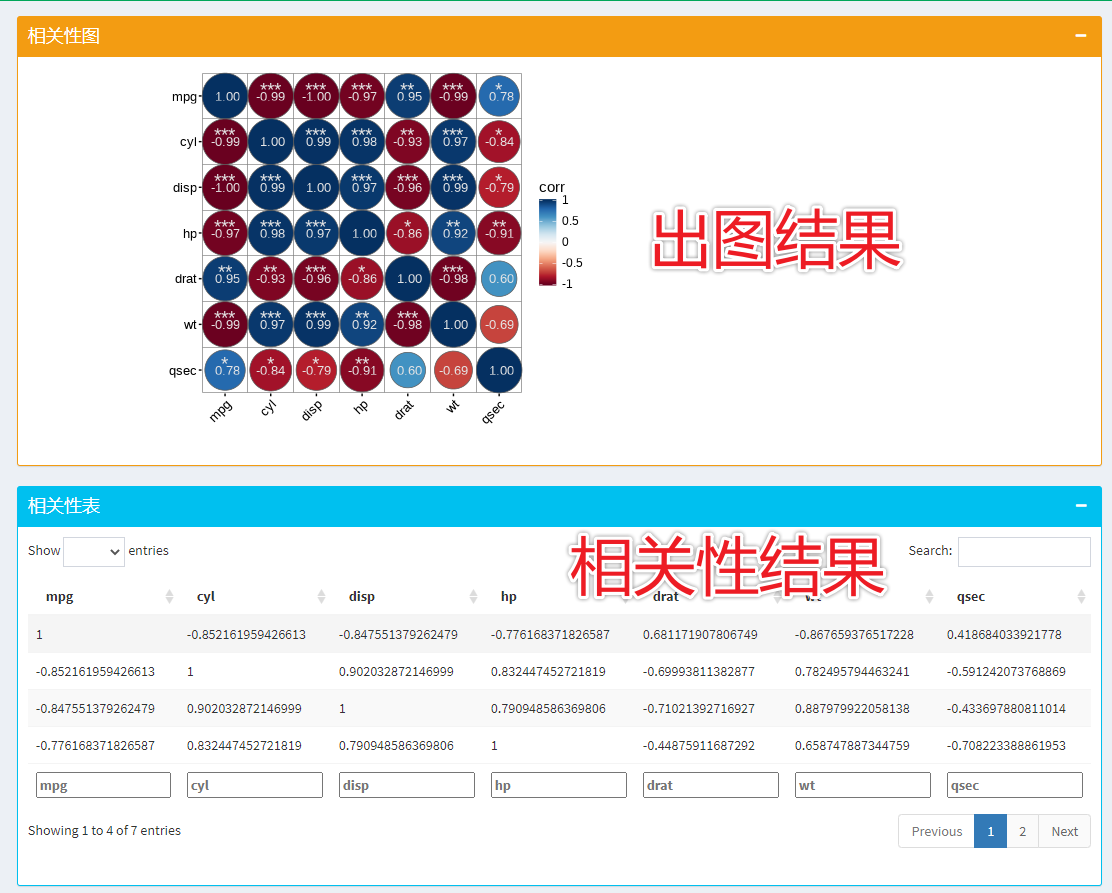 相关性图
mpg 1.00 *** -0.99 *** -1.00 *** -0.97 ** 0.95 *** -0.99 * 0.78
cyl *** -0.99 1.00 *** 0.99 *** 0.98 ** -0.93 *** 0.97 * -0.84
disp *** -1.00 *** 0.99 1.00 *** 0.97 *** -0.96 *** 0.99 * -0.79
hp *** -0.97 *** 0.98 *** 0.97 1.00 * -0.86 ** 0.92 ** -0.91
drat ** 0.95 ** -0.93 *** -0.96 * -0.86 1.00 *** -0.98 0.60
wt *** -0.99 *** 0.97 *** 0.99 ** 0.92 *** -0.98 1.00 -0.69
qsec * 0.78 * -0.84 * -0.79 ** -0.91 0.60 -0.69 1.00
mpg cyl disp hp drat wt qsec
corr
1
0.5
0
-0.5
-1
出图结果
相关性表
Show entries
Search:
相关性结果
mpg cyl disp hp drat wt qsec
1 -0.852161959426613 -0.847551379262479 -0.776168371826587 0.681171907806749 -0.867659376517228 0.418684033921778
-0.852161959426613 1 0.902032872146999 0.832447452721819 -0.69993811382877 0.782495794463241 -0.591242073768869
-0.847551379262479 0.902032872146999 1 0.790948586369806 -0.71021392716927 0.887979922058138 -0.433697880811014
-0.776168371826587 0.832447452721819 0.790948586369806 1 -0.44875911687292 0.658747887344759 -0.708223388861953
mpg cyl disp hp drat wt qsec
Showing 1 to 4 of 7 entries
Previous 1 2 Next